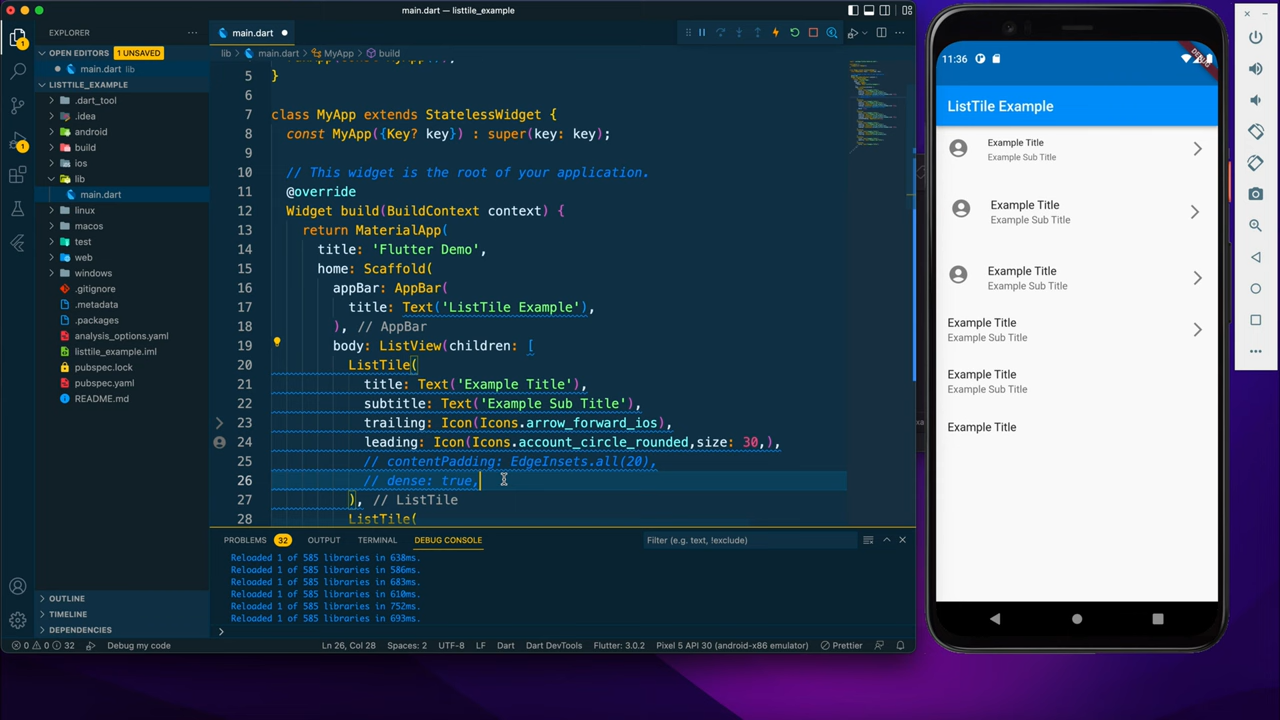 main.dart — listtile_example
EXPLORER
OPEN EDITORS 1 UNSAVED
main.dart lib
LISTTILE_EXAMPLE
.dart_tool
.idea
android
build
ios
lib
main.dart
linux
macos
test
web
windows
.gitignore
.metadata
.packages
analysis_options.yaml
listtile_example.iml
pubspec.lock
pubspec.yaml
README.md
OUTLINE
TIMELINE
DEPENDENCIES
1
1
main.dart
lib > main.dart > MyApp > build
5 }
6
7 class MyApp extends StatelessWidget {
8 const MyApp({Key? key}) : super(key: key);
9
10 // This widget is the root of your application.
11 @override
12 Widget build(BuildContext context) {
13 return MaterialApp(
14 title: 'Flutter Demo',
15 home: Scaffold(
16 appBar: AppBar(
17 title: Text('ListTile Example'),
18 ), // AppBar
19 body: ListView(children: [
20 ListTile(
21 title: Text('Example Title'),
22 subtitle: Text('Example Sub Title'),
23 trailing: Icon(Icons.arrow_forward_ios),
24 leading: Icon(Icons.account_circle_rounded,size: 30,),
25 // contentPadding: EdgeInsets.all(20),
26 // dense: true,
27 ), // ListTile
28 ListTile(
PROBLEMS 32 OUTPUT TERMINAL DEBUG CONSOLE Filter (e.g. text, !exclude)
Reloaded 1 of 585 libraries in 638ms.
Reloaded 1 of 585 libraries in 586ms.
Reloaded 1 of 585 libraries in 683ms.
Reloaded 1 of 585 libraries in 610ms.
Reloaded 1 of 585 libraries in 752ms.
Reloaded 1 of 585 libraries in 693ms.
0 0 32 Debug my code Ln 26, Col 28 Spaces: 2 UTF-8 LF Dart Dart DevTools Flutter: 3.0.2 Pixel 5 API 30 (android-x86 emulator) Prettier
11:36
DEBUG
ListTile Example
Example Title
Example Sub Title
Example Title
Example Sub Title
Example Title
Example Sub Title
Example Title
Example Sub Title
Example Title
Example Sub Title
Example Title